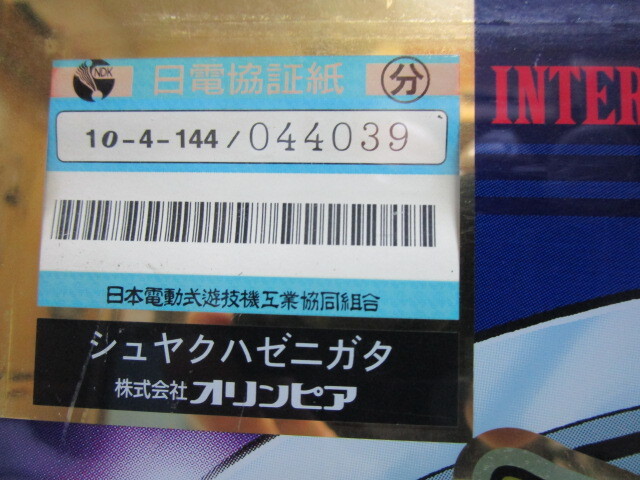 NDK 日電協証紙 分
10-4-144/044039
日本電動式遊技機工業協同組合
シュヤクハゼニガタ
株式会社オリンピア
INTER